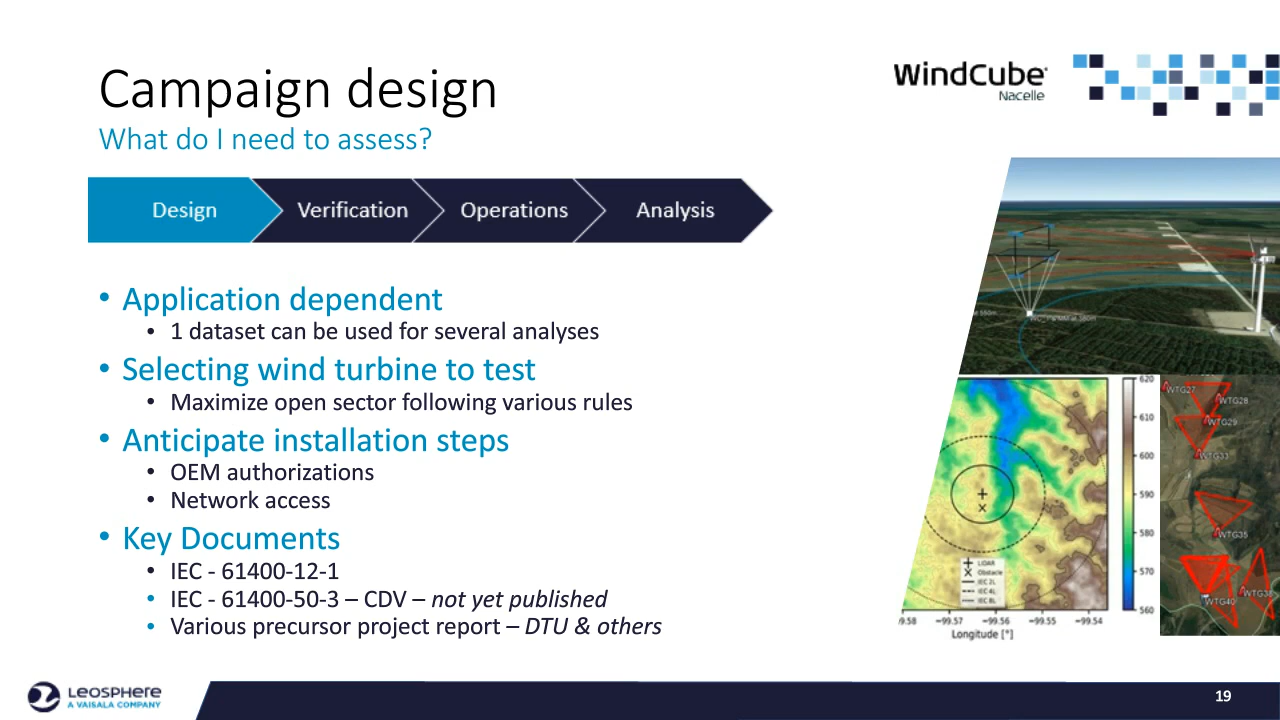 Campaign design
What do I need to assess?
WindCube
Nacelle
Design
Verification
Operations
Analysis
• Application dependent
• 1 dataset can be used for several analyses
• Selecting wind turbine to test
• Maximize open sector following various rules
• Anticipate installation steps
• OEM authorizations
• Network access
• Key Documents
• IEC - 61400-12-1
• IEC - 61400-50-3 – CDV – not yet published
• Various precursor project report – DTU & others
620
610
600
590
580
570
560
LIDAR
Obstacle
IEC 2L
IEC 4L
IEC 8L
−99.57
−99.56
−99.55
−99.54
Longitude [°]
WTG27
WTG28
WTG29
WTG33
WTG35
WTG40
WTG38
LEOSPHERE
A VAISALA COMPANY
19